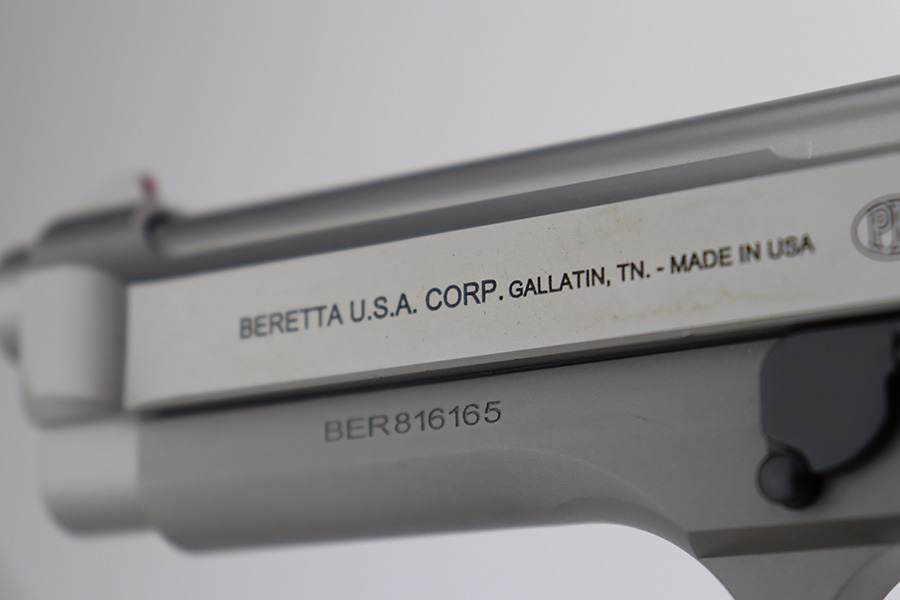 BERETTA U.S.A. CORP. GALLATIN, TN. - MADE IN USA
BER816165